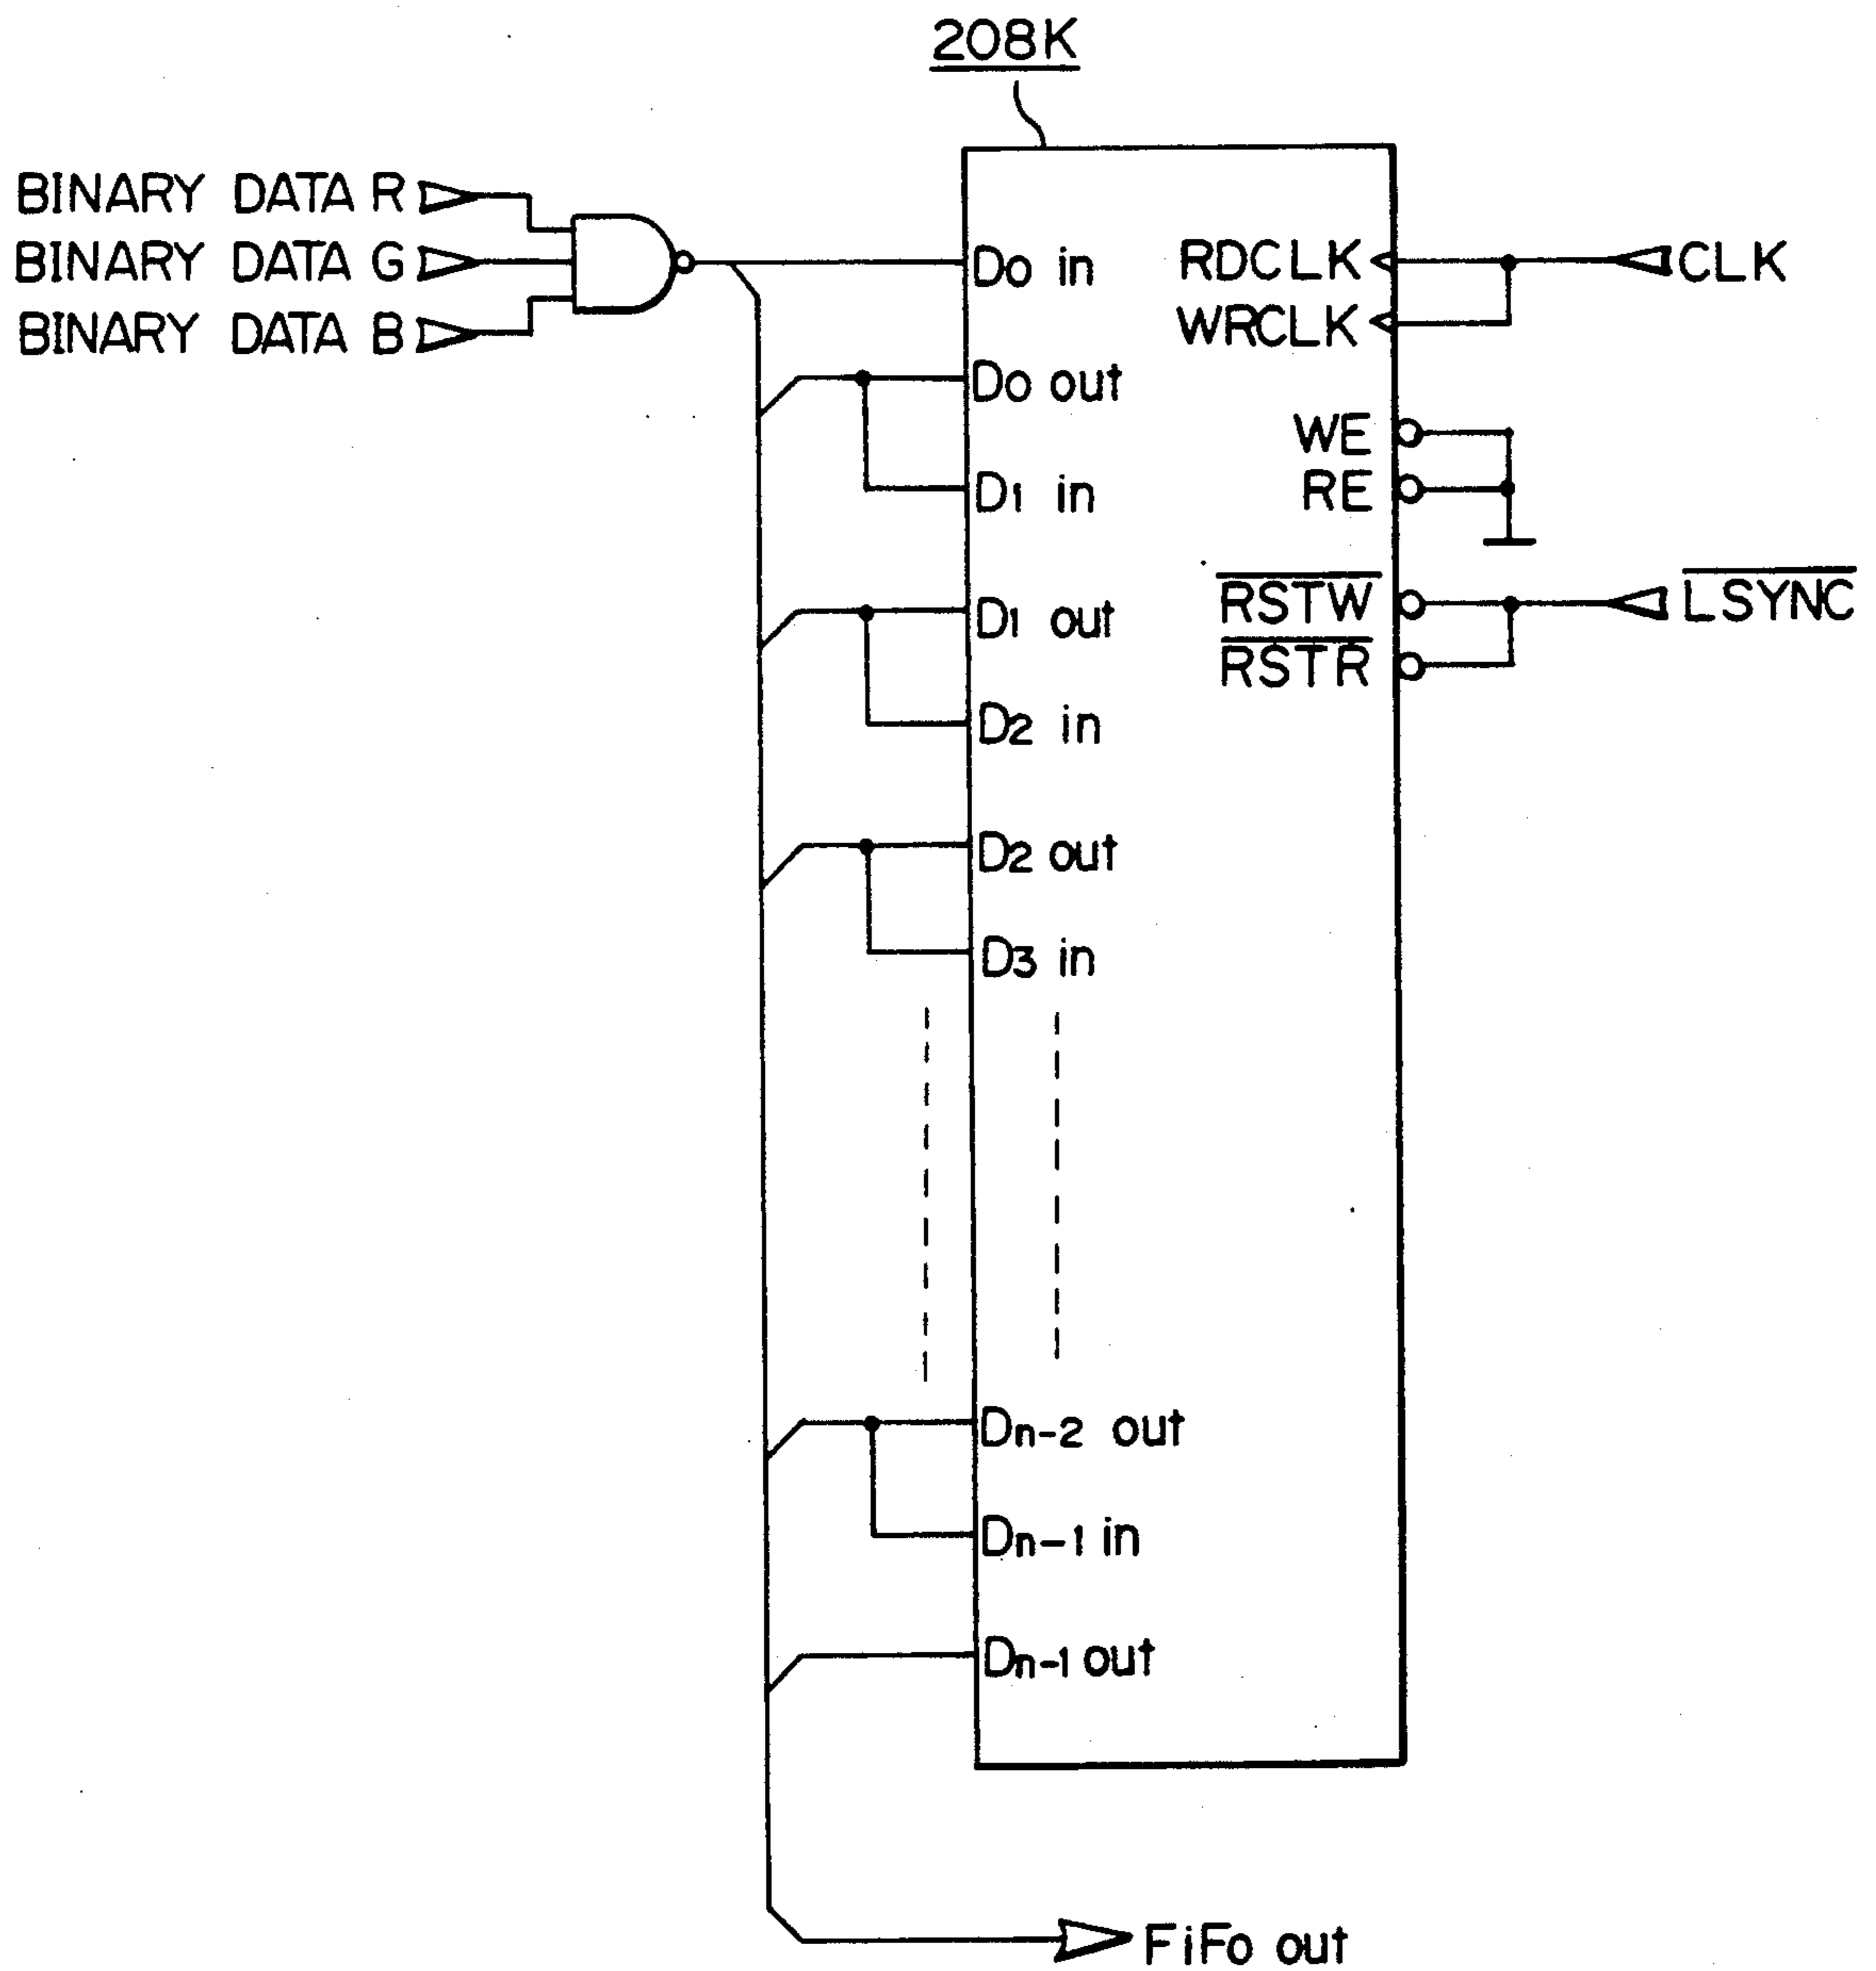 208K
BINARY DATA R
BINARY DATA G
BINARY DATA B
Do in
RDCLK
CLK
WRCLK
Do out
WE
D1 in
RE
D1 out
RSTW
LSYNC
RSTR
D2 in
D2 out
D3 in
Dn-2 out
Dn-1 in
Dn-1 out
FiFo out